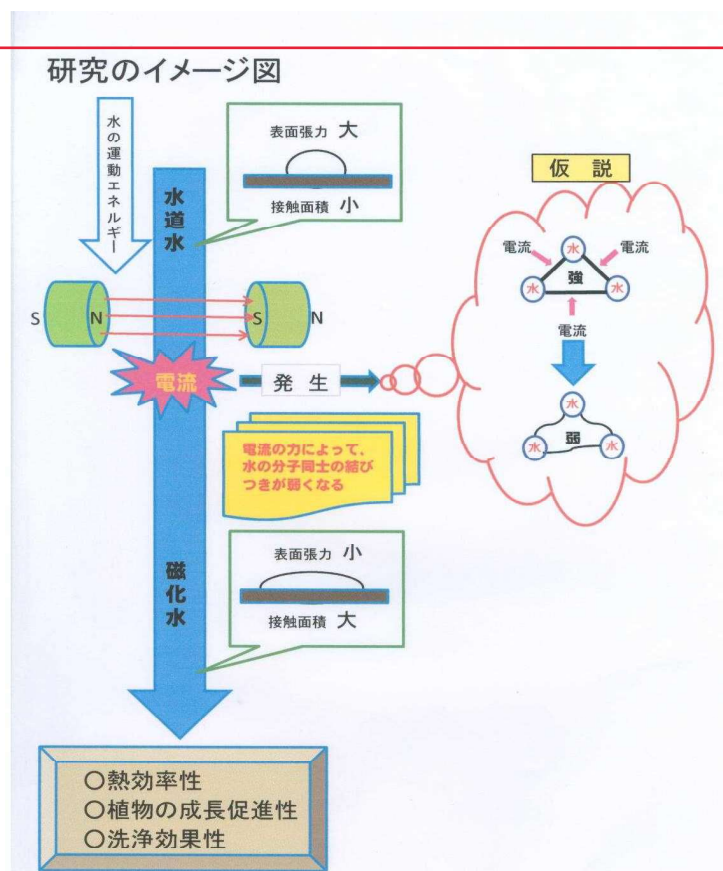 研究のイメージ図
水の運動エネルギー
水道水
表面張力 大
接触面積 小
S
N
S
N
電流
発生
電流の力によって、
水の分子同士の結び
つきが弱くなる
仮説
電流
電流
水
強
水
水
電流
水
弱
水
水
表面張力 小
接触面積 大
磁化水
○熱効率性
○植物の成長促進性
○洗浄効果性